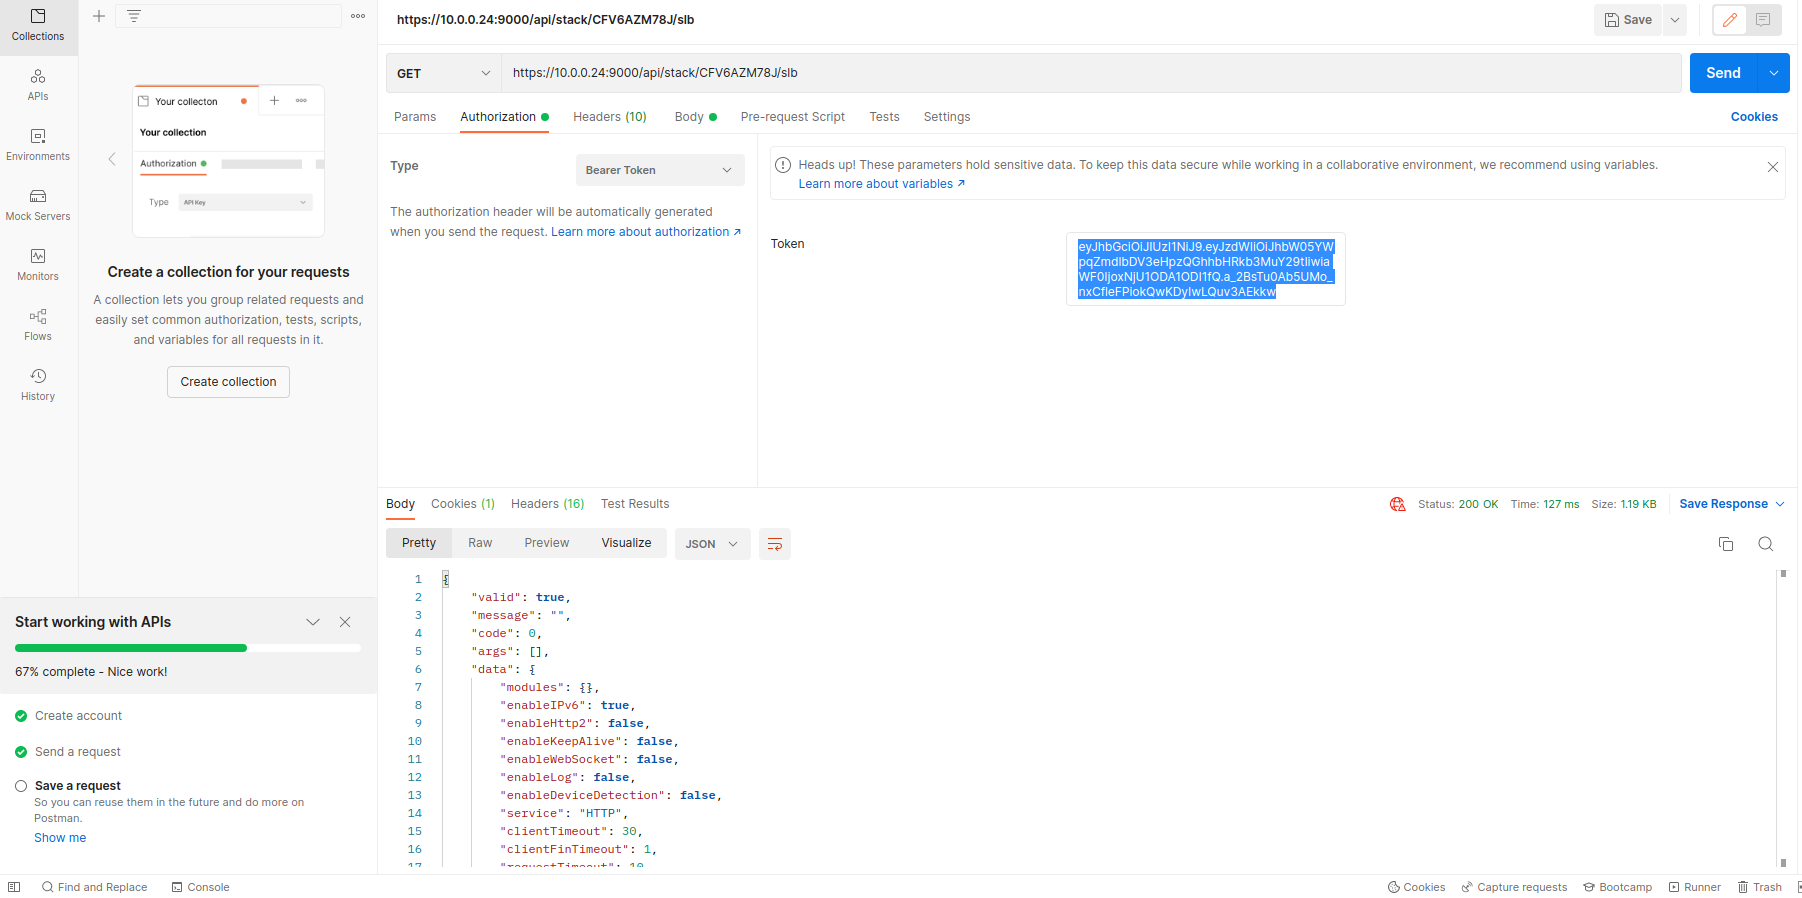 Collections
APIs
Environments
Mock Servers
Monitors
Flows
History
Your collecton
Your collection
Authorization
Type
API Key
Create a collection for your requests
A collection lets you group related requests and
easily set common authorization, tests, scripts,
and variables for all requests in it.
Create collection
Start working with APIs
67% complete - Nice work!
Create account
Send a request
Save a request
So you can reuse them in the future and do more on
Postman.
Show me
https://10.0.0.24:9000/api/stack/CFV6AZM78J/slb
Save
GET
https://10.0.0.24:9000/api/stack/CFV6AZM78J/slb
Send
Params Authorization Headers (10) Body Pre-request Script Tests Settings Cookies
Type
Bearer Token
The authorization header will be automatically generated
when you send the request. Learn more about authorization ↗
Heads up! These parameters hold sensitive data. To keep this data secure while working in a collaborative environment, we recommend using variables.
Learn more about variables ↗
Token
Body Cookies (1) Headers (16) Test Results
Status: 200 OK Time: 127 ms Size: 1.19 KB Save Response
Pretty Raw Preview Visualize JSON
1 {
2 "valid": true,
3 "message": "",
4 "code": 0,
5 "args": [],
6 "data": {
7 "modules": {},
8 "enableIPv6": true,
9 "enableHttp2": false,
10 "enableKeepAlive": false,
11 "enableWebSocket": false,
12 "enableLog": false,
13 "enableDeviceDetection": false,
14 "service": "HTTP",
15 "clientTimeout": 30,
16 "clientFinTimeout": 1,
17 "requestTimeout": 10
Find and Replace Console
Cookies Capture requests Bootcamp Runner Trash